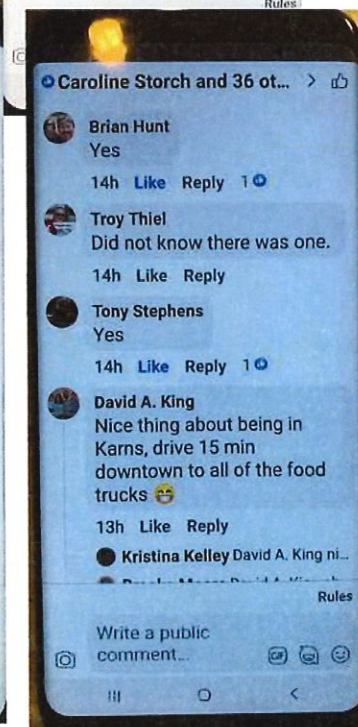 Rules
Caroline Storch and 36 ot... >
Brian Hunt
Yes
14h Like Reply 1
Troy Thiel
Did not know there was one.
14h Like Reply
Tony Stephens
Yes
14h Like Reply 1
David A. King
Nice thing about being in
Karns, drive 15 min
downtown to all of the food
trucks 😁
13h Like Reply
Kristina Kelley David A. King ni...
Rules
Write a public
comment...
GIF